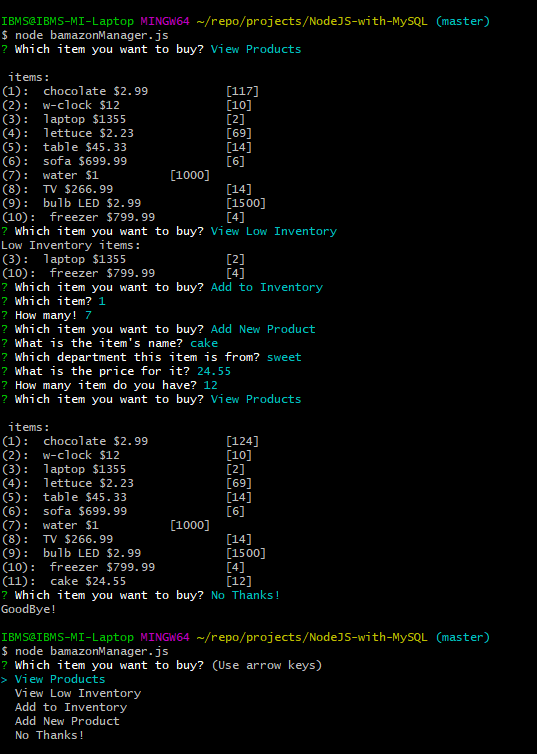 IBMS@IBMS-MI-Laptop MINGW64 ~/repo/projects/NodeJS-with-MySQL (master)
$ node bamazonManager.js
? Which item you want to buy? View Products
items:
(1):  chocolate $2.99           [117]
(2):  w-clock $12               [10]
(3):  laptop $1355              [2]
(4):  lettuce $2.23             [69]
(5):  table $45.33              [14]
(6):  sofa $699.99              [6]
(7):  water $1          [1000]
(8):  TV $266.99                [14]
(9):  bulb LED $2.99            [1500]
(10):  freezer $799.99          [4]
? Which item you want to buy? View Low Inventory
Low Inventory items:
(3):  laptop $1355              [2]
(10):  freezer $799.99          [4]
? Which item you want to buy? Add to Inventory
? Which item? 1
? How many! 7
? Which item you want to buy? Add New Product
? What is the item's name? cake
? Which department this item is from? sweet
? What is the price for it? 24.55
? How many item do you have? 12
? Which item you want to buy? View Products
items:
(1):  chocolate $2.99           [124]
(2):  w-clock $12               [10]
(3):  laptop $1355              [2]
(4):  lettuce $2.23             [69]
(5):  table $45.33              [14]
(6):  sofa $699.99              [6]
(7):  water $1          [1000]
(8):  TV $266.99                [14]
(9):  bulb LED $2.99            [1500]
(10):  freezer $799.99          [4]
(11):  cake $24.55              [12]
? Which item you want to buy? No Thanks!
GoodBye!
IBMS@IBMS-MI-Laptop MINGW64 ~/repo/projects/NodeJS-with-MySQL (master)
$ node bamazonManager.js
? Which item you want to buy? (Use arrow keys)
> View Products
  View Low Inventory
  Add to Inventory
  Add New Product
  No Thanks!